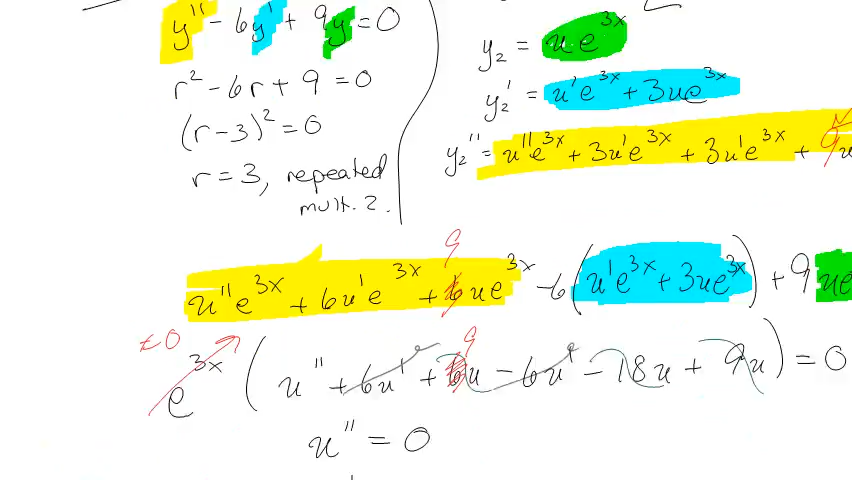 y'' - 6y' + 9y = 0
r² - 6r + 9 = 0
(r - 3)² = 0
r = 3, repeated
mult. 2.
y₂ = ue^{3x}
y₂' = u'e^{3x} + 3ue^{3x}
y₂'' = u''e^{3x} + 3u'e^{3x} + 3u'e^{3x} + 9u
9
u''e^{3x} + 6u'e^{3x} + 6ue^{3x} - 6(u'e^{3x} + 3ue^{3x}) + 9ue
≠0 9
e^{3x} (u'' + 6u' + 6u - 6u' - 18u + 9u) = 0
u'' = 0